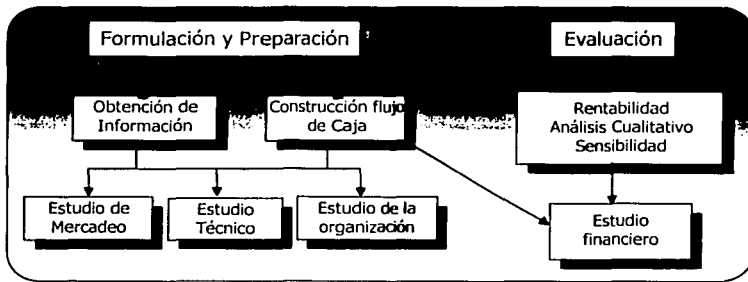 Formulación y Preparación
Evaluación
Obtención de
Información
Construcción flujo
de Caja
Rentabilidad
Análisis Cualitativo
Sensibilidad
Estudio de
Mercadeo
Estudio
Técnico
Estudio de la
organización
Estudio
financiero